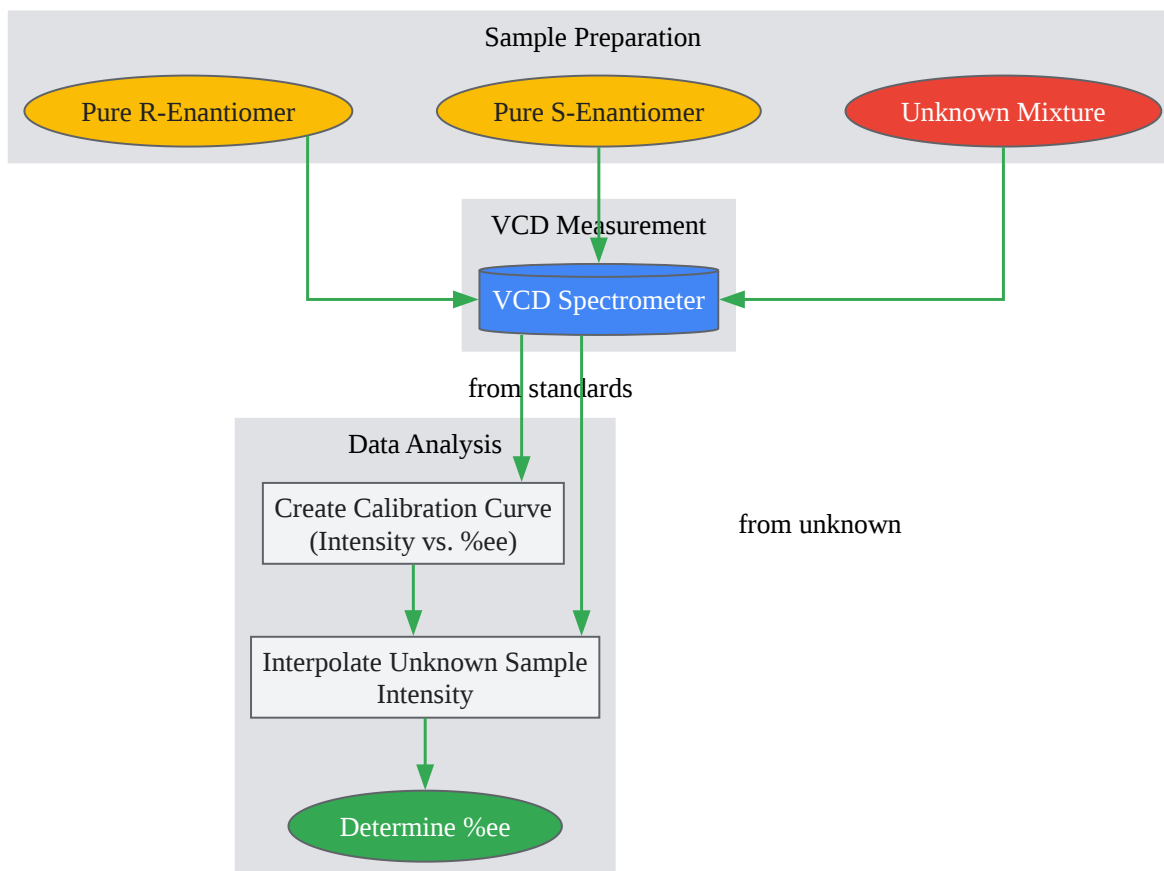 Sample Preparation
Pure R-Enantiomer
Pure S-Enantiomer
Unknown Mixture
VCD Measurement
VCD Spectrometer
from standards
Data Analysis
Create Calibration Curve
(Intensity vs. %ee)
from unknown
Interpolate Unknown Sample
Intensity
Determine %ee